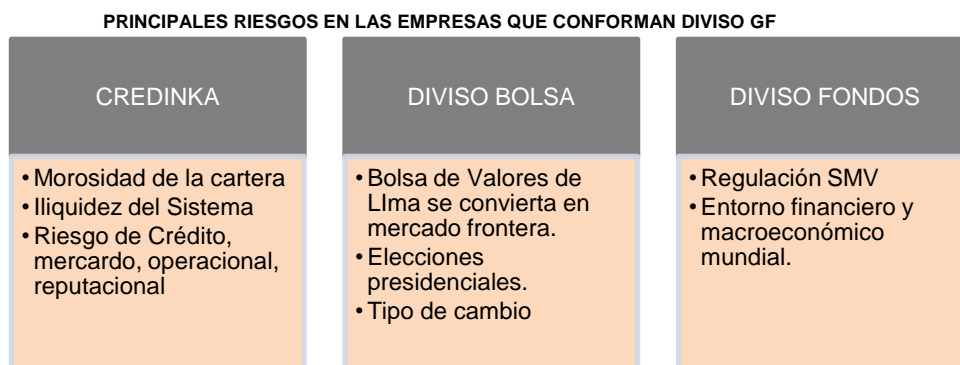 PRINCIPALES RIESGOS EN LAS EMPRESAS QUE CONFORMAN DIVISO GF
CREDINKA
• Morosidad de la cartera
• Iliquidez del Sistema
• Riesgo de Crédito,
mercardo, operacional,
reputacional
DIVISO BOLSA
• Bolsa de Valores de
LIma se convierta en
mercado frontera.
• Elecciones
presidenciales.
• Tipo de cambio
DIVISO FONDOS
• Regulación SMV
• Entorno financiero y
macroeconómico
mundial.